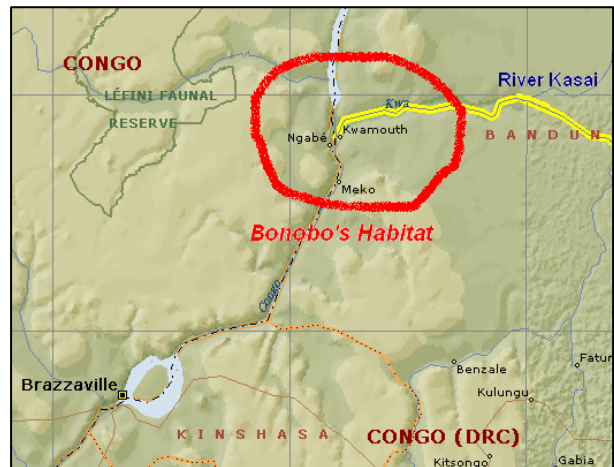 CONGO
LÉFINI FAUNAL
RESERVE
Kwa
River Kasai
BANDUN
Ngabé
Kwamouth
Meko
Bonobo's Habitat
Congo
Brazzaville
Benzale
Fatun
Kulungu
KINSHASA
CONGO (DRC)
Kitsongo
Gabia